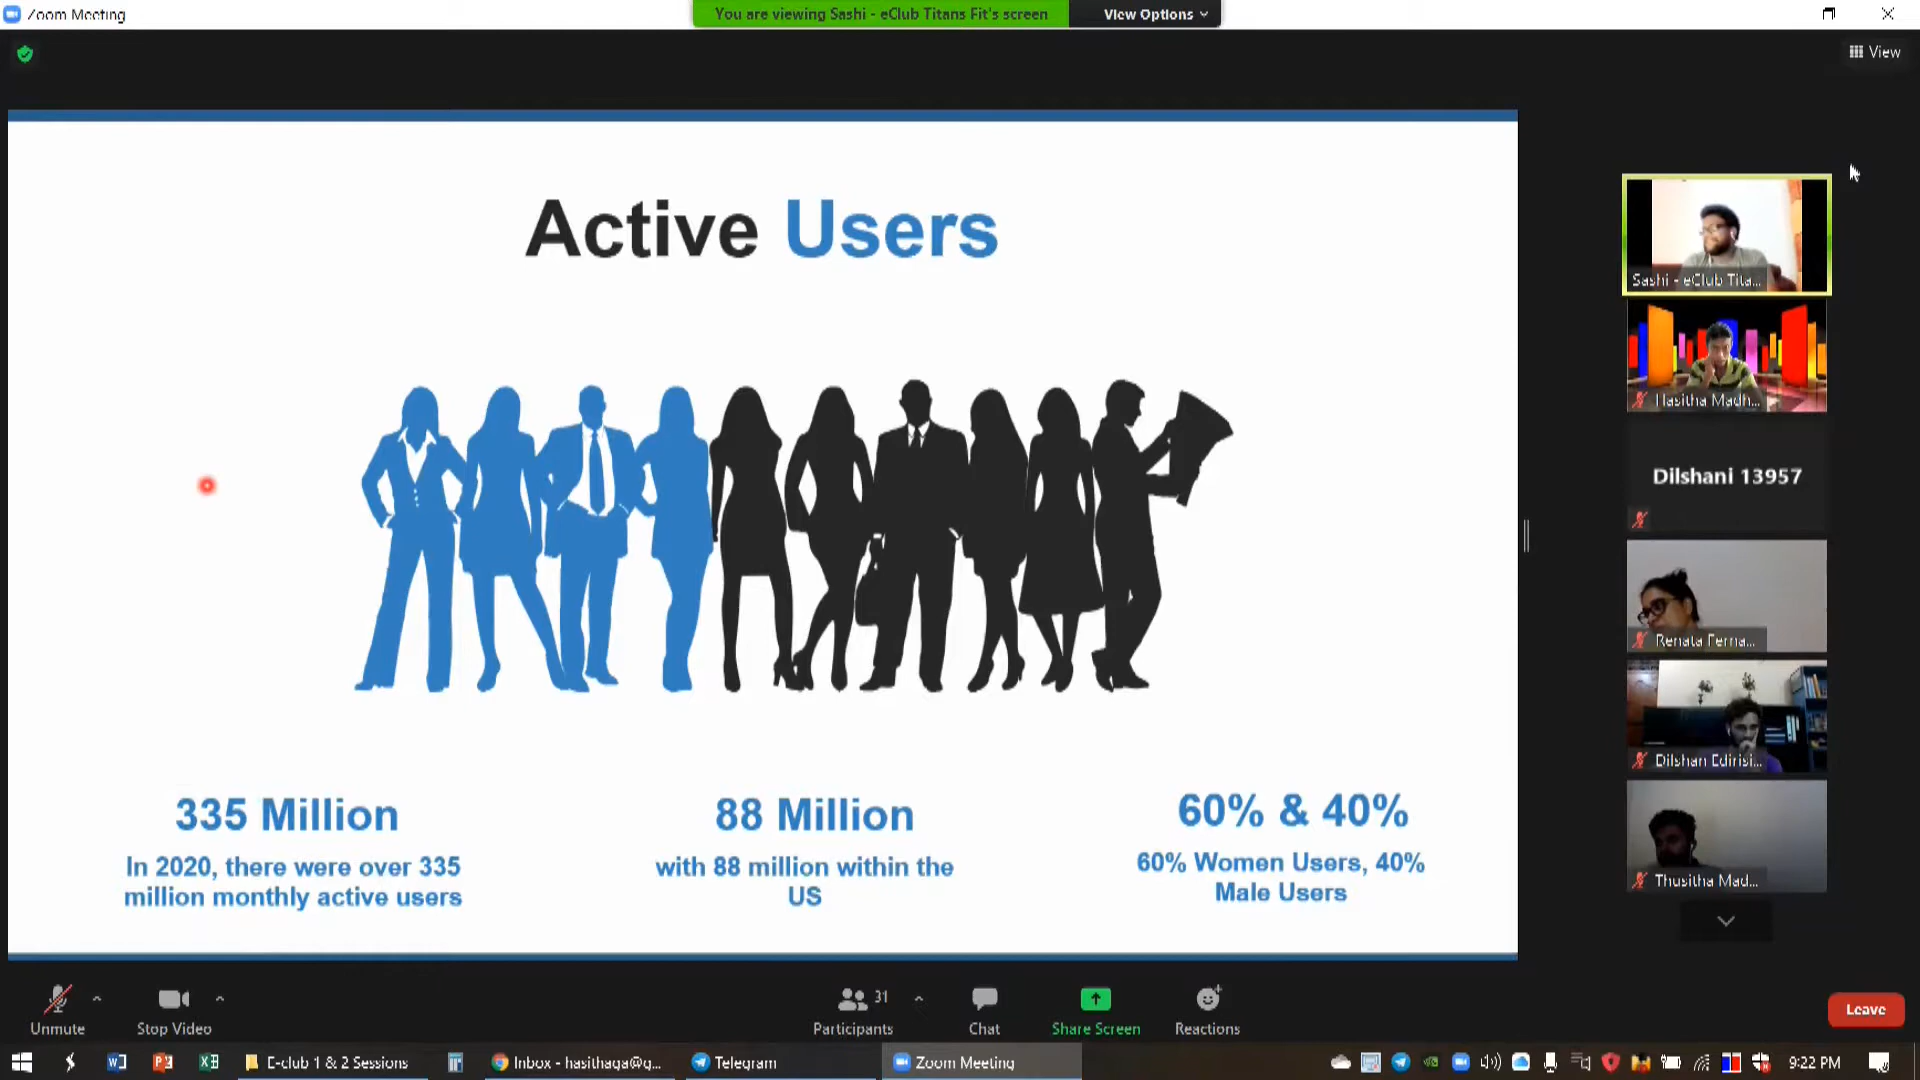 Zoom Meeting
You are viewing Sashi - eClub Titans Fit's screen
View Options
View
Active Users
335 Million
In 2020, there were over 335
million monthly active users
88 Million
with 88 million within the
US
60% & 40%
60% Women Users, 40%
Male Users
Sashi - eClub Tita...
Hasitha Madh...
Dilshani 13957
Renata Ferna...
Dilshan Edirisi...
Thusitha Mad...
Unmute
Stop Video
31
Participants
Chat
Share Screen
Reactions
Leave
E-club 1 & 2 Sessions
Inbox - hasithaga@g...
Telegram
Zoom Meeting
9:22 PM